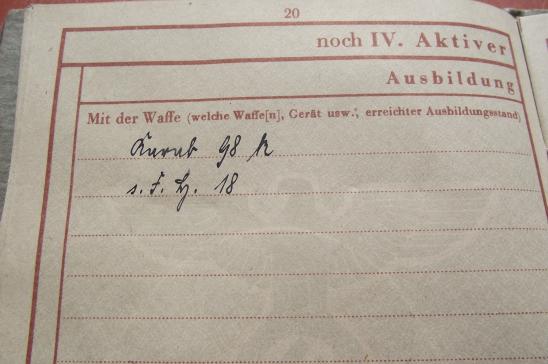 20
noch IV. Aktiver
Ausbildung
Mit der Waffe (welche Waffe[n], Gerät usw.; erreichter Ausbildungsstand)
Karab 98 k
s. F. H. 18